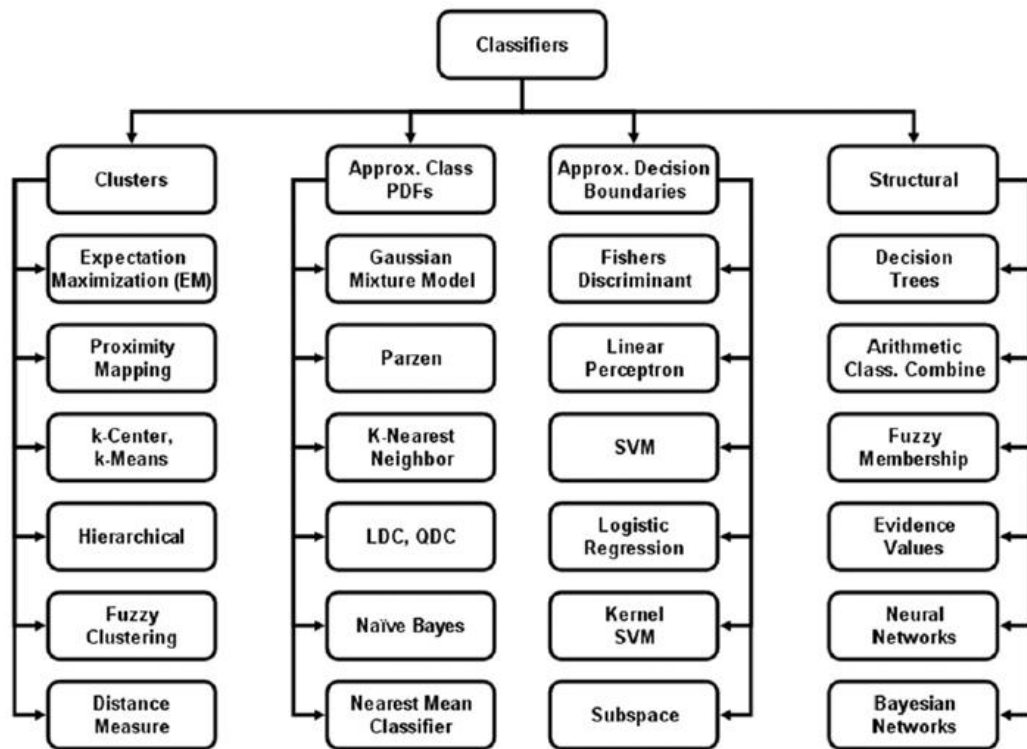 Classifiers
Clusters
Approx. Class
PDFs
Approx. Decision
Boundaries
Structural
Expectation
Maximization (EM)
Gaussian
Mixture Model
Fishers
Discriminant
Decision
Trees
Proximity
Mapping
Parzen
Linear
Perceptron
Arithmetic
Class. Combine
k-Center,
k-Means
K-Nearest
Neighbor
SVM
Fuzzy
Membership
Hierarchical
LDC, QDC
Logistic
Regression
Evidence
Values
Fuzzy
Clustering
Naïve Bayes
Kernel
SVM
Neural
Networks
Distance
Measure
Nearest Mean
Classifier
Subspace
Bayesian
Networks